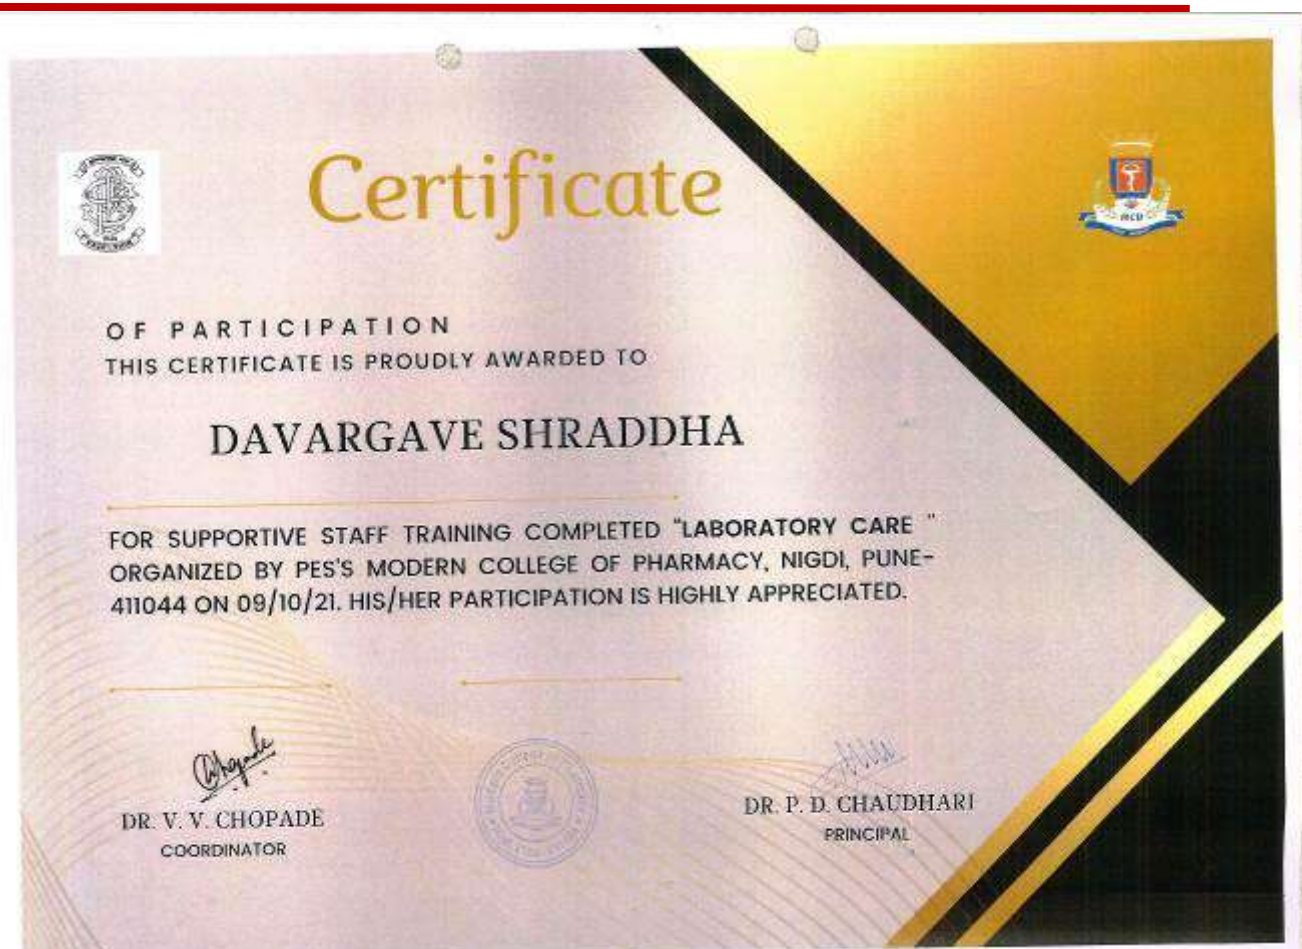 Certificate
OF PARTICIPATION
THIS CERTIFICATE IS PROUDLY AWARDED TO
DAVARGAVE SHRADDHA
FOR SUPPORTIVE STAFF TRAINING COMPLETED "LABORATORY CARE "
ORGANIZED BY PES'S MODERN COLLEGE OF PHARMACY, NIGDI, PUNE-
411044 ON 09/10/21. HIS/HER PARTICIPATION IS HIGHLY APPRECIATED.
Chopade
DR. V. V. CHOPADE
COORDINATOR
DR. P. D. CHAUDHARI
PRINCIPAL